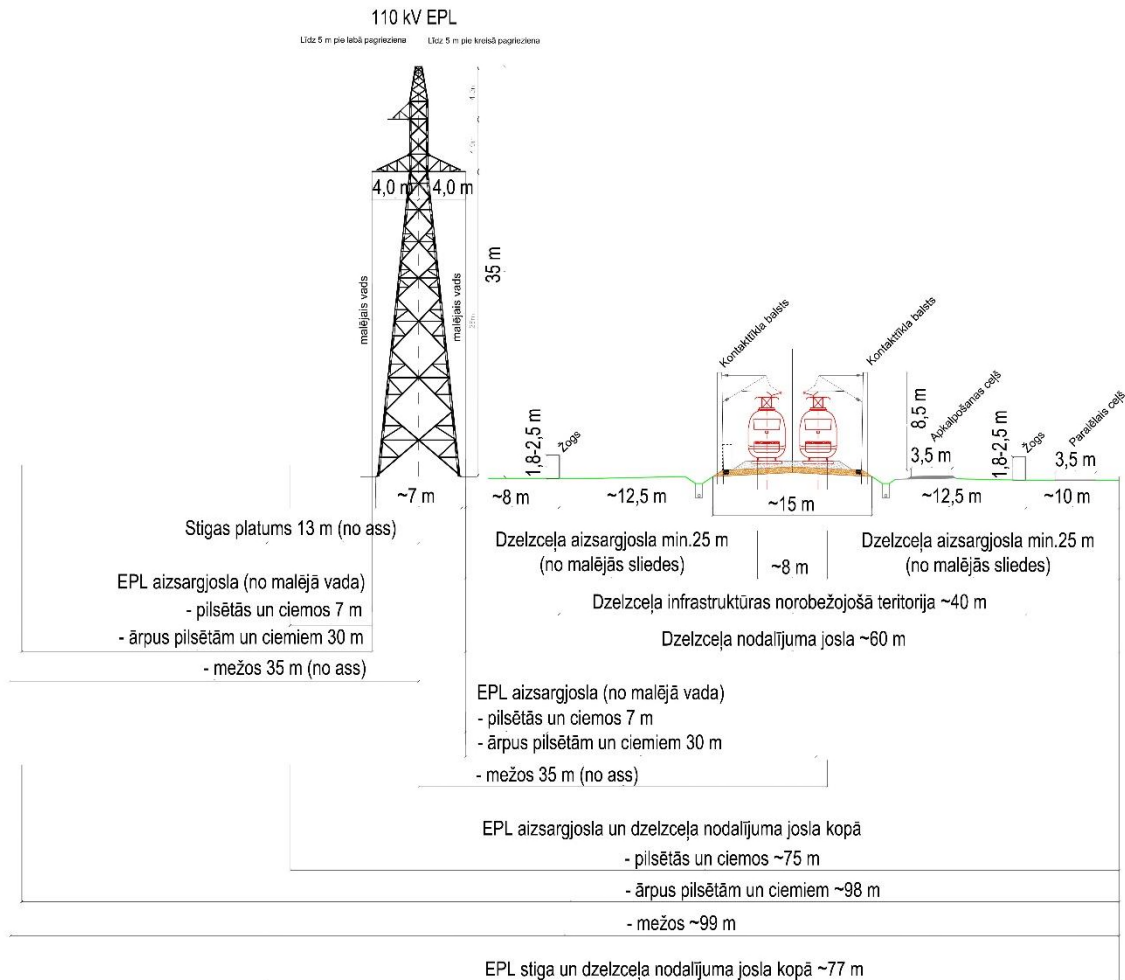 110 kV EPL
Līdz 5 m pie labā pagrieziena
Līdz 5 m pie kreisā pagrieziena
4,0 m
4,0 m
malējais vads
malējais vads
35 m
Kontakttīkla balsts
Kontakttīkla balsts
1,8-2,5 m
Žogs
8,5 m
Apkalpošanas ceļš
3,5 m
1,8-2,5 m
Žogs
Paralēlais ceļš
3,5 m
~7 m
~8 m
~12,5 m
~15 m
~12,5 m
~10 m
Stigas platums 13 m (no ass)
Dzelzceļa aizsargjosla min.25 m
(no malējās sliedes)
~8 m
Dzelzceļa aizsargjosla min.25 m
(no malējās sliedes)
EPL aizsargjosla (no malējā vada)
- pilsētās un ciemos 7 m
- ārpus pilsētām un ciemiem 30 m
- mežos 35 m (no ass)
Dzelzceļa infrastruktūras norobežojošā teritorija ~40 m
Dzelzceļa nodalījuma josla ~60 m
EPL aizsargjosla (no malējā vada)
- pilsētās un ciemos 7 m
- ārpus pilsētām un ciemiem 30 m
- mežos 35 m (no ass)
EPL aizsargjosla un dzelzceļa nodalījuma josla kopā
- pilsētās un ciemos ~75 m
- ārpus pilsētām un ciemiem ~98 m
- mežos ~99 m
EPL stiga un dzelzceļa nodalījuma josla kopā ~77 m